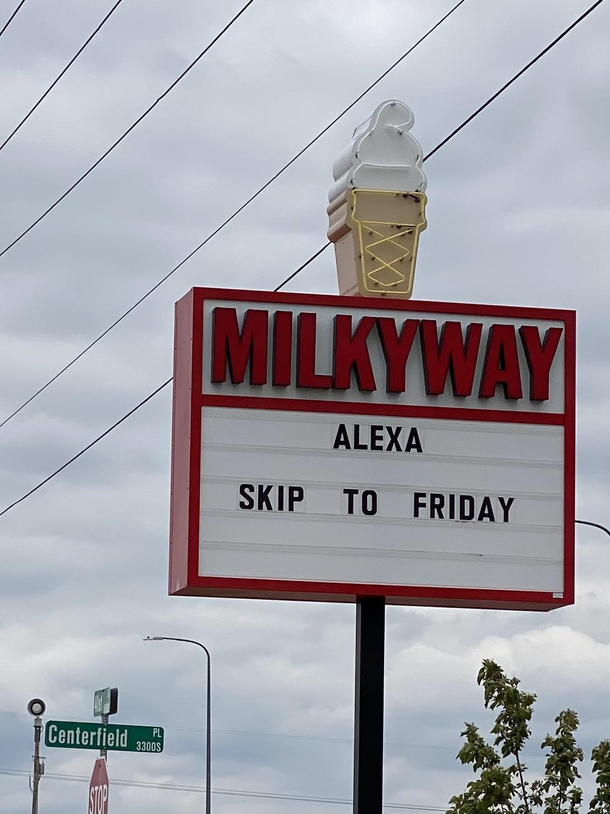 MILKYWAY
ALEXA
SKIP TO FRIDAY
Centerfield PL
3300S
STOP